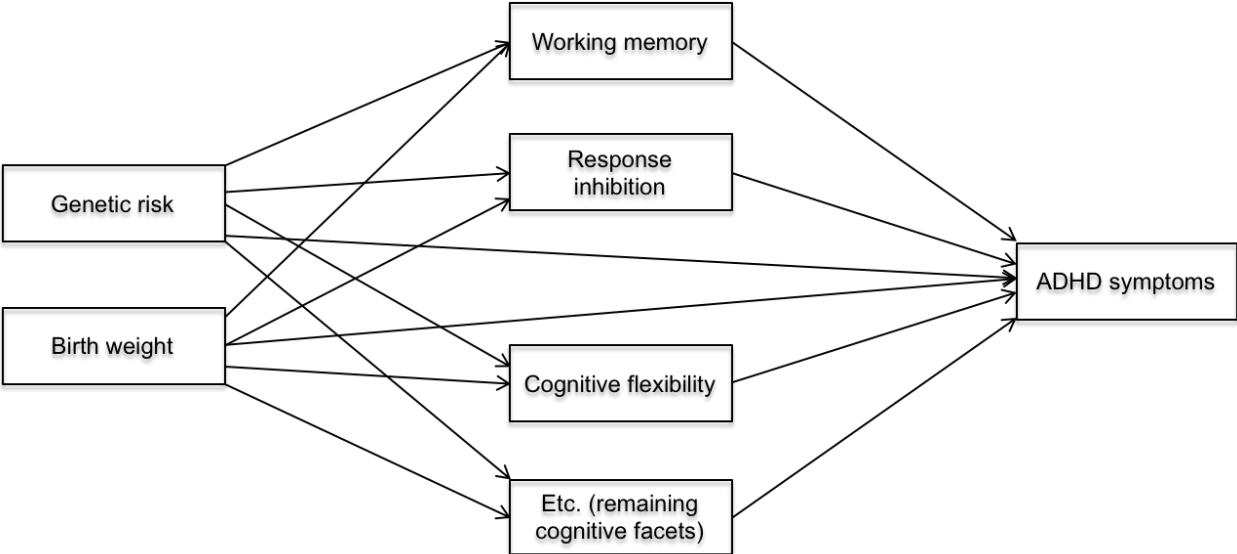 Working memory
Response
inhibition
Genetic risk
ADHD symptoms
Birth weight
Cognitive flexibility
Etc. (remaining
cognitive facets)